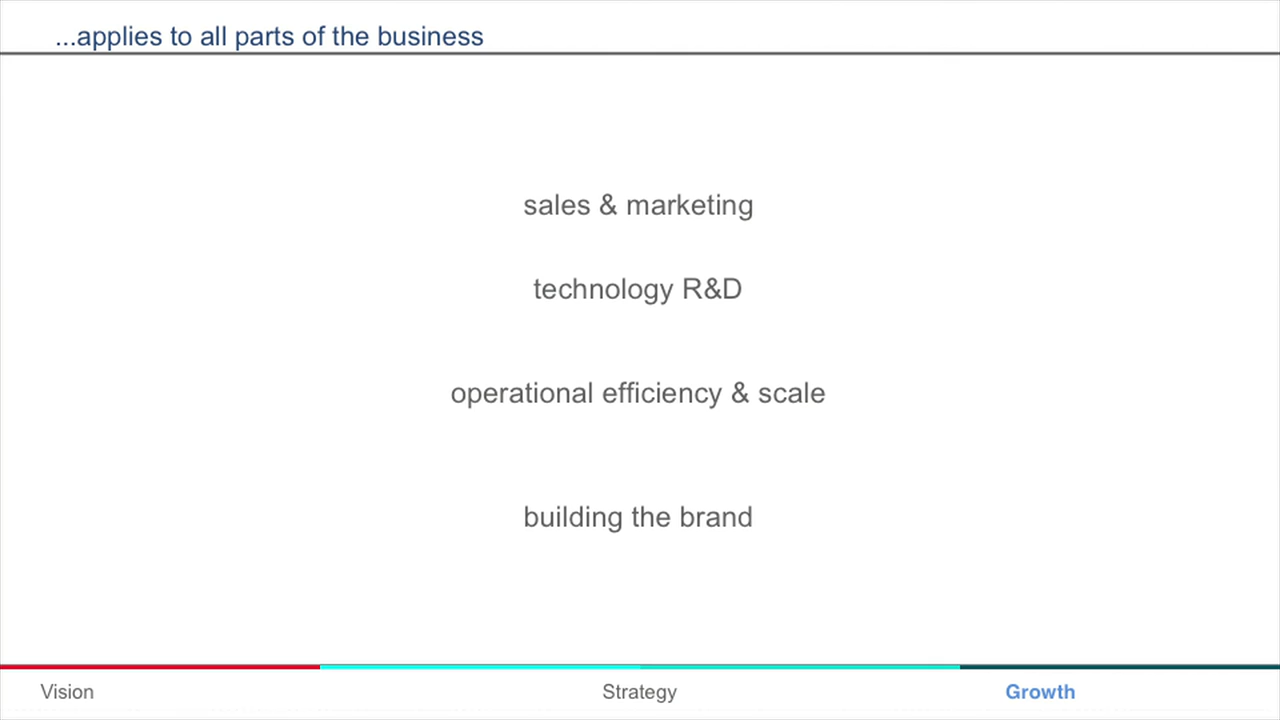 ...applies to all parts of the business
sales & marketing
technology R&D
operational efficiency & scale
building the brand
Vision
Strategy
Growth